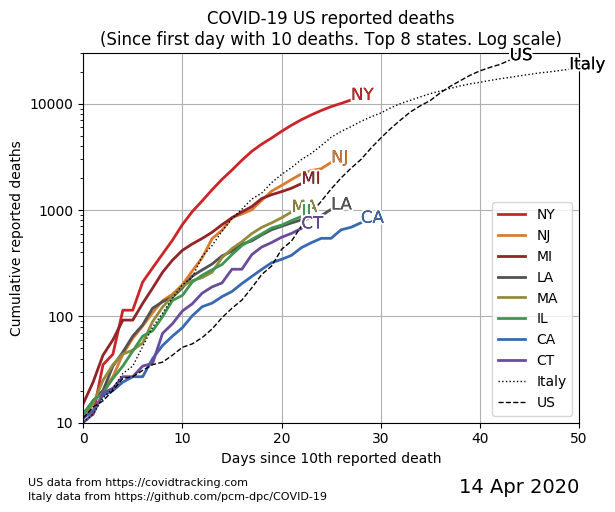 COVID-19 US reported deaths
(Since first day with 10 deaths. Top 8 states. Log scale)
Cumulative reported deaths
10000
1000
100
10
US
Italy
NY
NJ
MI
MA
LA
IL
CA
CT
NY
NJ
MI
LA
MA
IL
CA
CT
Italy
US
0 10 20 30 40 50
Days since 10th reported death
US data from https://covidtracking.com
Italy data from https://github.com/pcm-dpc/COVID-19
14 Apr 2020